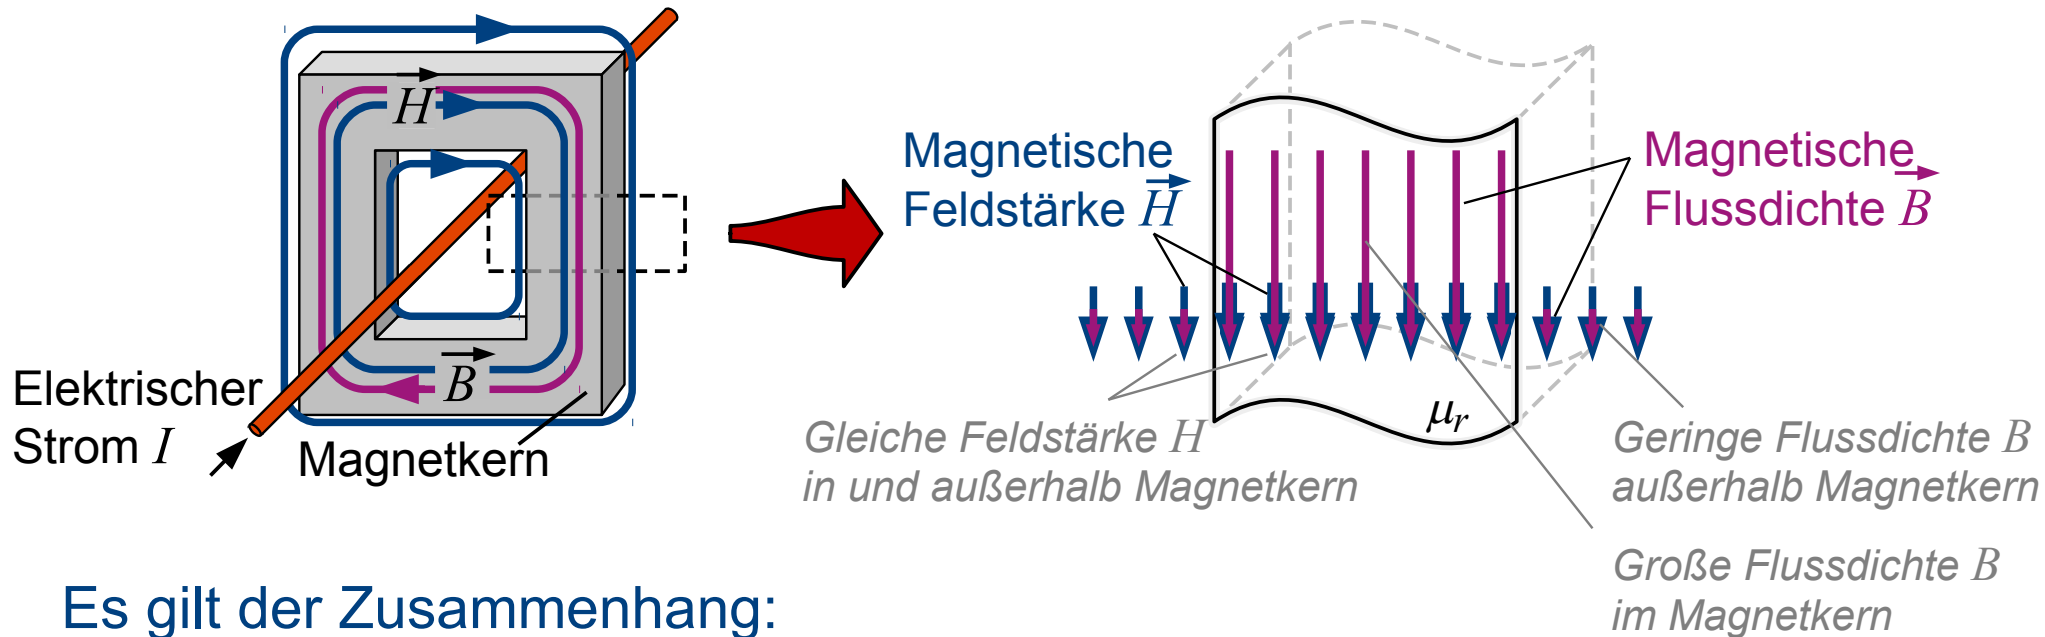 H
B
Elektrischer
Strom I
Magnetkern
Magnetische
Feldstärke H
Magnetische
Flussdichte B
μr
Gleiche Feldstärke H
in und außerhalb Magnetkern
Geringe Flussdichte B
außerhalb Magnetkern
Große Flussdichte B
im Magnetkern
Es gilt der Zusammenhang: